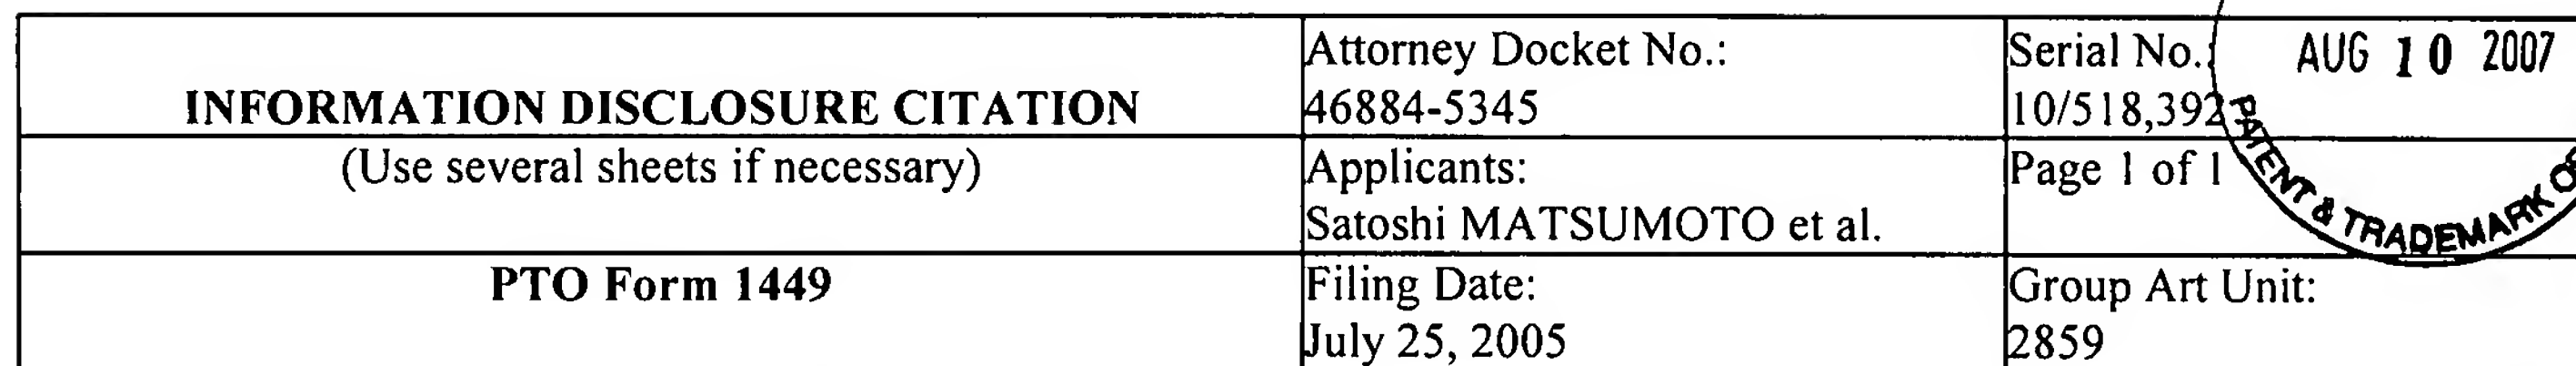 INFORMATION DISCLOSURE CITATION
Attorney Docket No.:
46884-5345
Serial No.:
10/518,392
AUG 10 2007
PATENT & TRADEMARK
(Use several sheets if necessary)
Applicants:
Satoshi MATSUMOTO et al.
Page 1 of 1
PTO Form 1449
Filing Date:
July 25, 2005
Group Art Unit:
2859